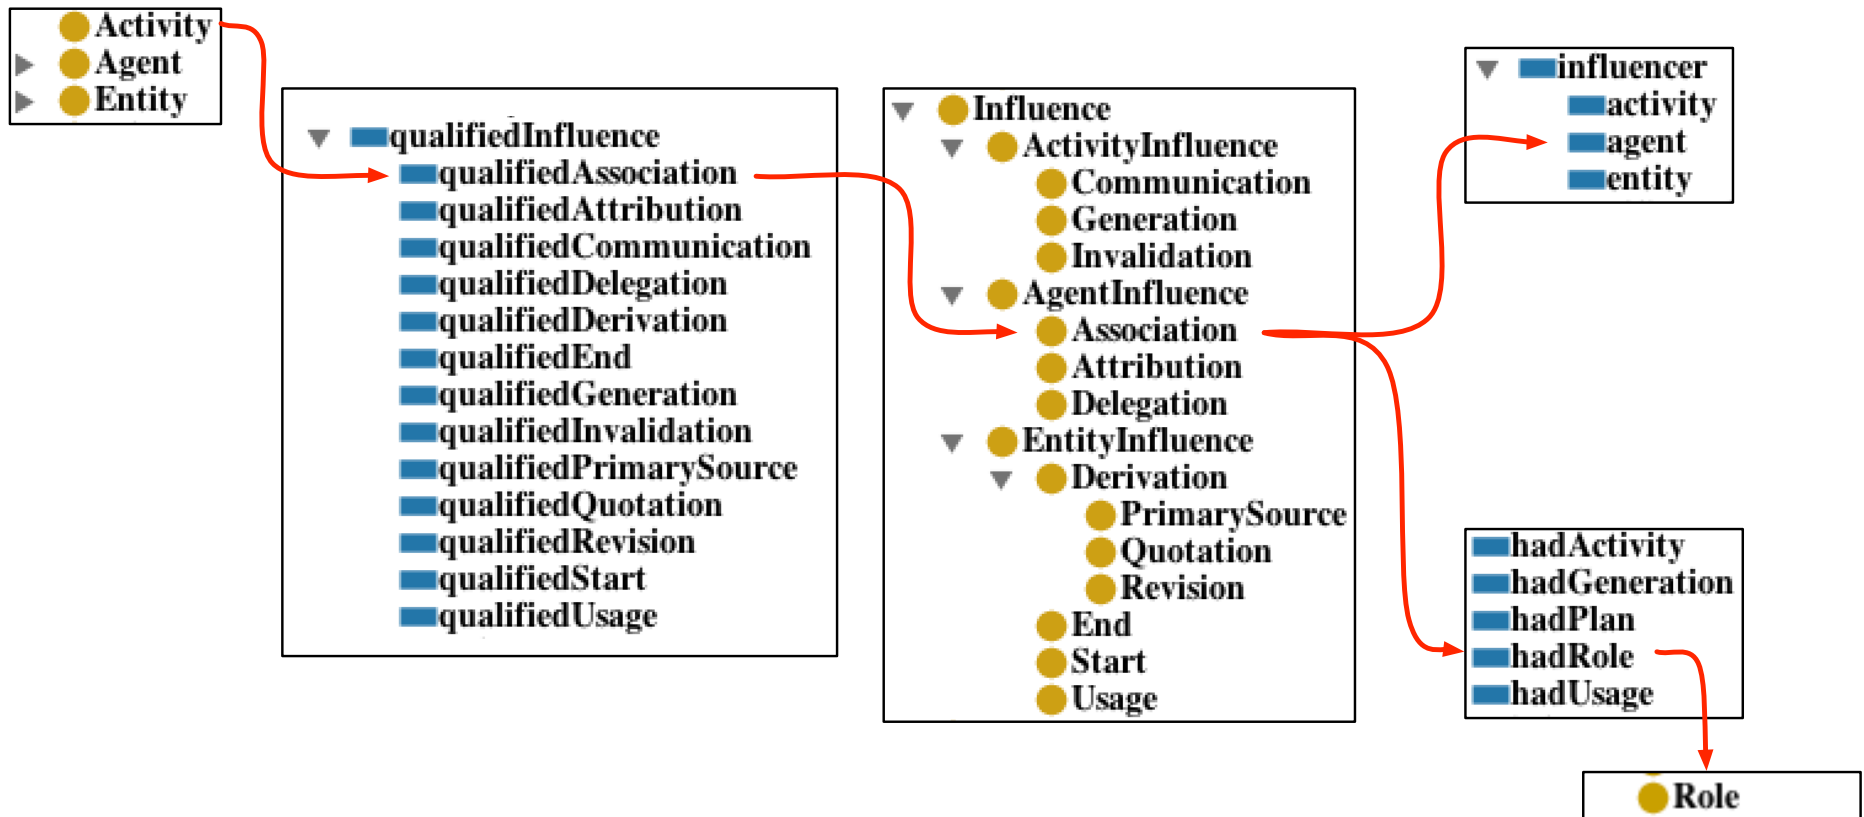 Activity
Agent
Entity
qualifiedInfluence
qualifiedAssociation
qualifiedAttribution
qualifiedCommunication
qualifiedDelegation
qualifiedDerivation
qualifiedEnd
qualifiedGeneration
qualifiedInvalidation
qualifiedPrimarySource
qualifiedQuotation
qualifiedRevision
qualifiedStart
qualifiedUsage
Influence
ActivityInfluence
Communication
Generation
Invalidation
AgentInfluence
Association
Attribution
Delegation
EntityInfluence
Derivation
PrimarySource
Quotation
Revision
End
Start
Usage
influencer
activity
agent
entity
hadActivity
hadGeneration
hadPlan
hadRole
hadUsage
Role